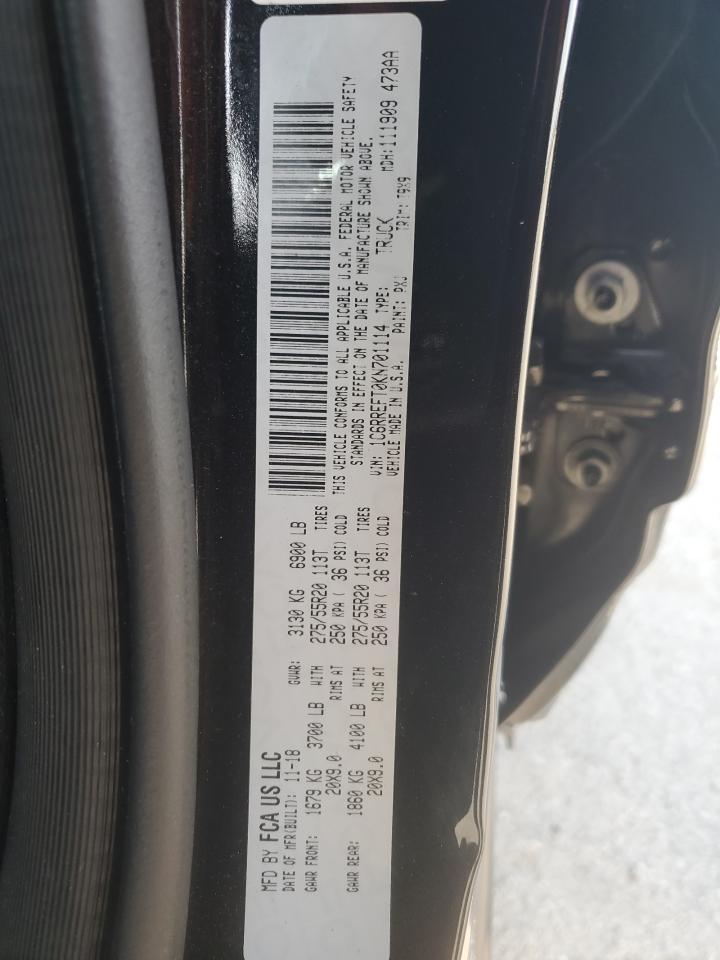 MFD BY FCA US LLC
DATE OF MFR(BUILT): 11-18 GVWR: 3130 KG 6900 LB
GAWR FRONT: 1679 KG 3700 LB WITH 275/55R20 113T TIRES
20X9.0 RIMS AT 250 KPA ( 36 PSI) COLD
GAWR REAR: 1860 KG 4100 LB WITH 275/55R20 113T TIRES
20X9.0 RIMS AT 250 KPA ( 36 PSI) COLD
THIS VEHICLE CONFORMS TO ALL APPLICABLE U.S.A. FEDERAL MOTOR VEHICLE SAFETY
STANDARDS IN EFFECT ON THE DATE OF MANUFACTURE SHOWN ABOVE.
VIN: 1C6RREFT0KN701114 TYPE: TRUCK MDH:111909 473AA
VEHICLE MADE IN U.S.A. PAINT: PXJ TRIM: T9X9